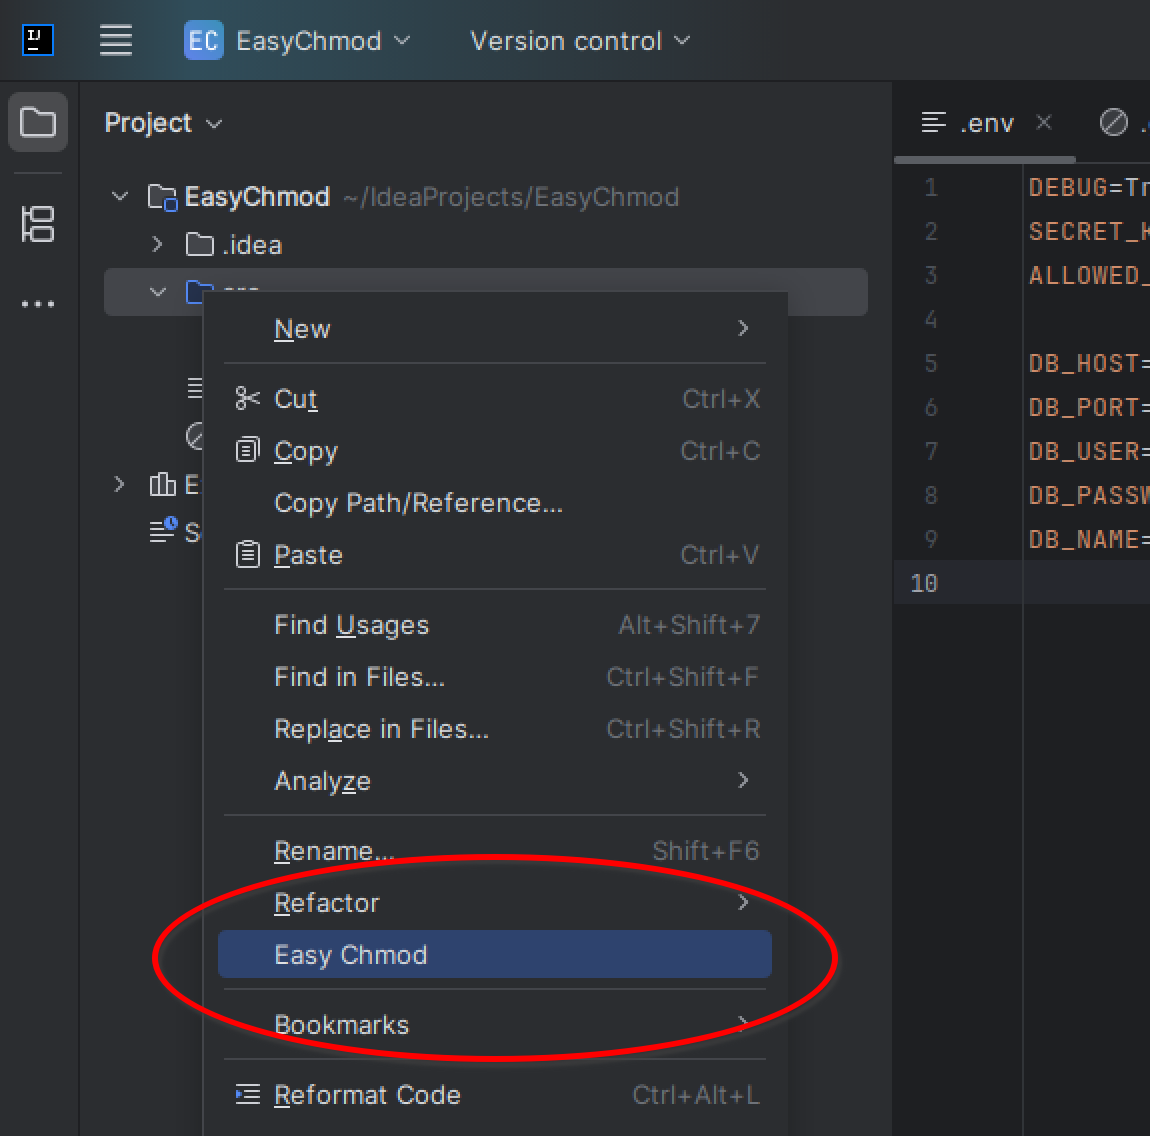 IJ
EC EasyChmod Version control
Project
EasyChmod ~/IdeaProjects/EasyChmod
.idea
New
Cut Ctrl+X
Copy Ctrl+C
Copy Path/Reference...
Paste Ctrl+V
Find Usages Alt+Shift+7
Find in Files... Ctrl+Shift+F
Replace in Files... Ctrl+Shift+R
Analyze
Rename... Shift+F6
Refactor
Easy Chmod
Bookmarks
Reformat Code Ctrl+Alt+L
.env
1 DEBUG=Tr
2 SECRET_K
3 ALLOWED_
4
5 DB_HOST=
6 DB_PORT=
7 DB_USER=
8 DB_PASSW
9 DB_NAME=
10